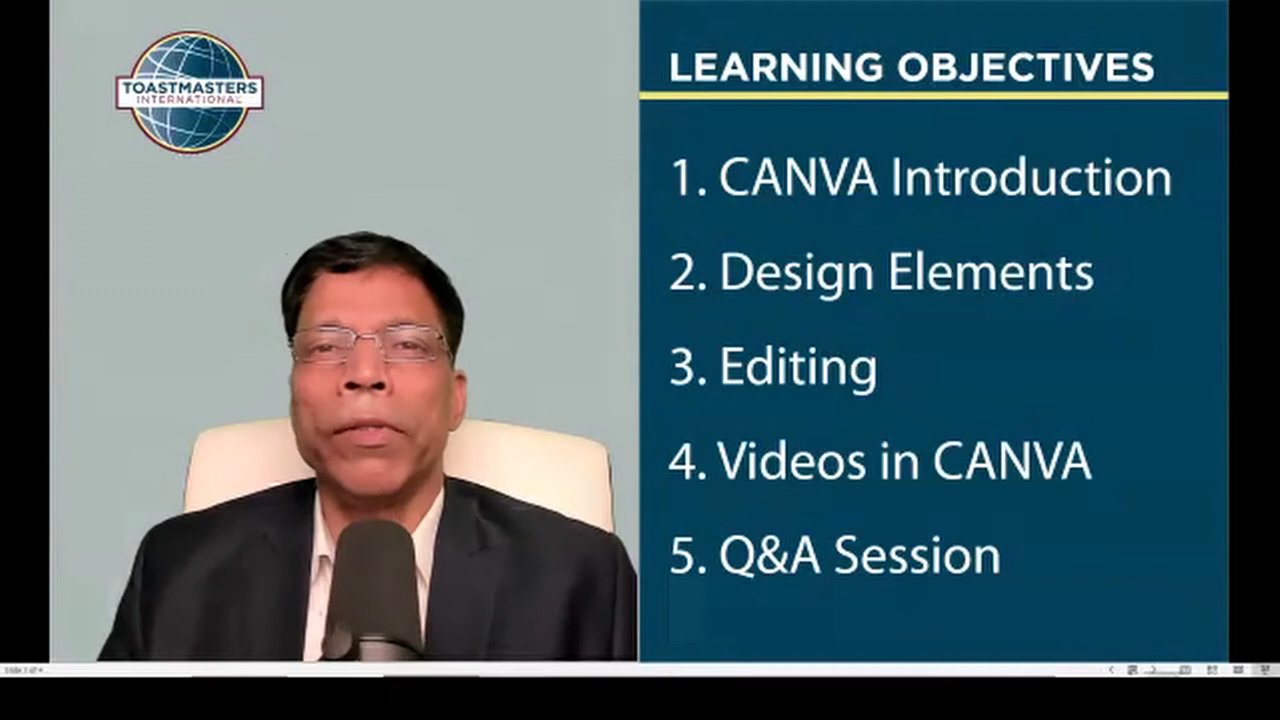 TOASTMASTERS
INTERNATIONAL
LEARNING OBJECTIVES
1. CANVA Introduction
2. Design Elements
3. Editing
4. Videos in CANVA
5. Q&A Session